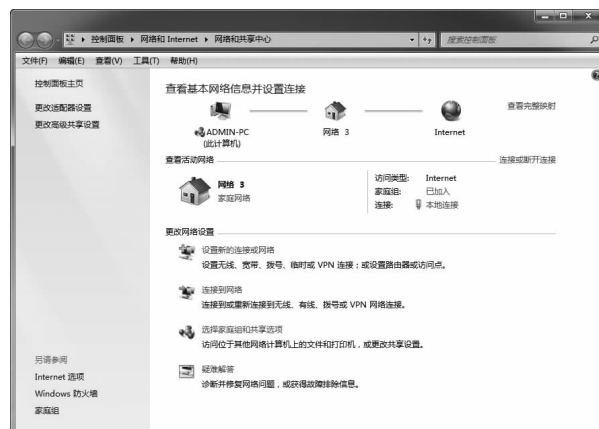 控制面板 ▸ 网络和 Internet ▸ 网络和共享中心
搜索控制面板
文件(F) 编辑(E) 查看(V) 工具(T) 帮助(H)
控制面板主页
更改适配器设置
更改高级共享设置
查看基本网络信息并设置连接
查看完整映射
ADMIN-PC
(此计算机)
网络 3
Internet
查看活动网络
连接或断开连接
网络 3
家庭网络
访问类型: Internet
家庭组: 已加入
连接: 本地连接
更改网络设置
设置新的连接或网络
设置无线、宽带、拨号、临时或 VPN 连接；或设置路由器或访问点。
连接到网络
连接到或重新连接到无线、有线、拨号或 VPN 网络连接。
选择家庭组和共享选项
访问位于其他网络计算机上的文件和打印机，或更改共享设置。
疑难解答
诊断并修复网络问题，或获得故障排除信息。
另请参阅
Internet 选项
Windows 防火墙
家庭组